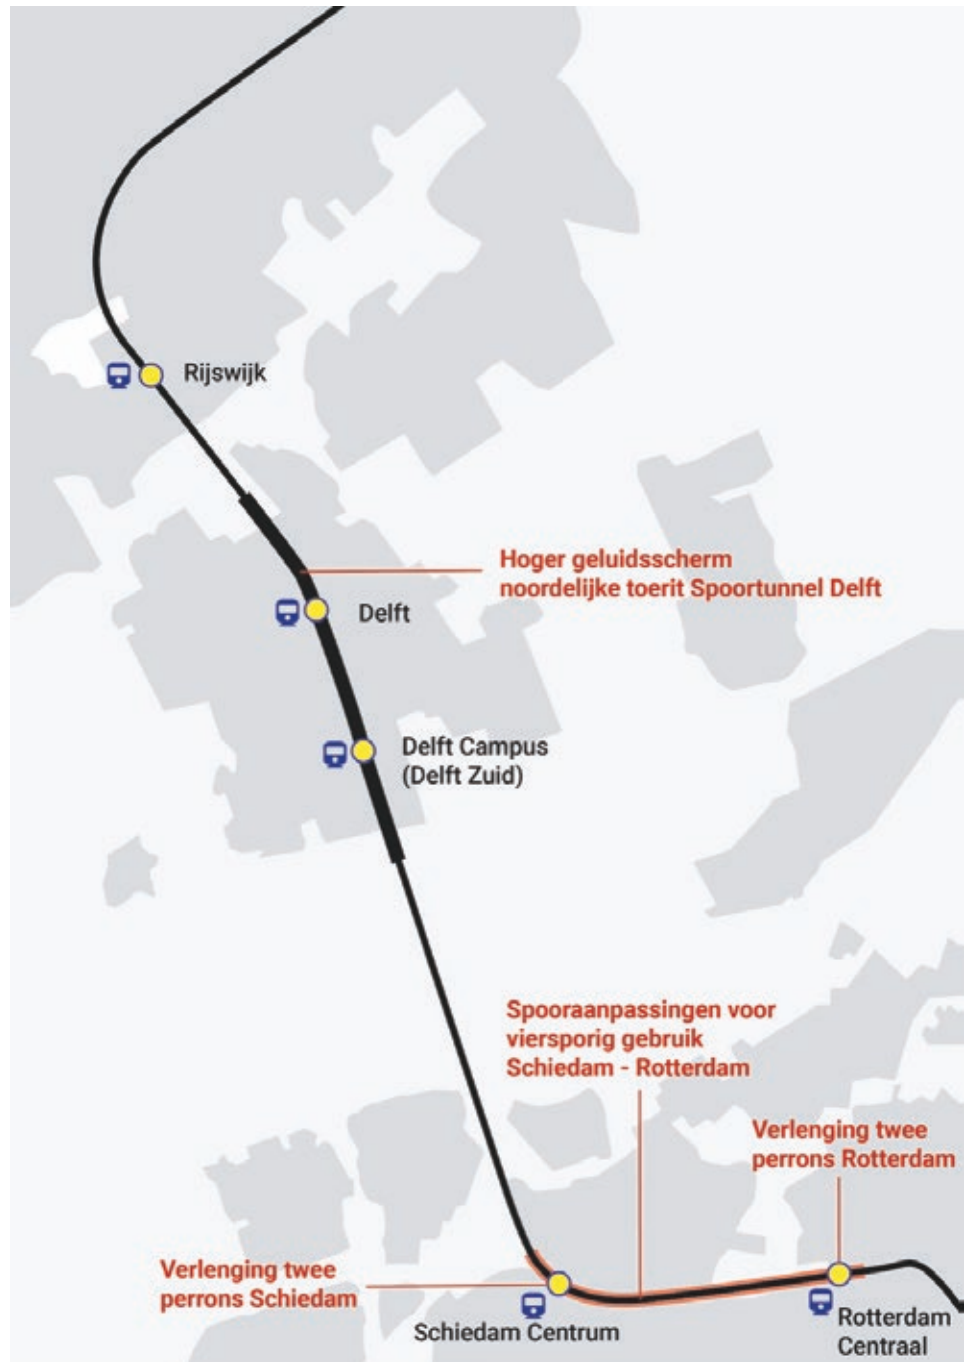 Rijswijk
Hoger geluidsscherm
noordelijke toerit Spoortunnel Delft
Delft
Delft Campus
(Delft Zuid)
Spooraanpassingen voor
viersporig gebruik
Schiedam - Rotterdam
Verlenging twee
perrons Rotterdam
Verlenging twee
perrons Schiedam
Schiedam Centrum
Rotterdam
Centraal